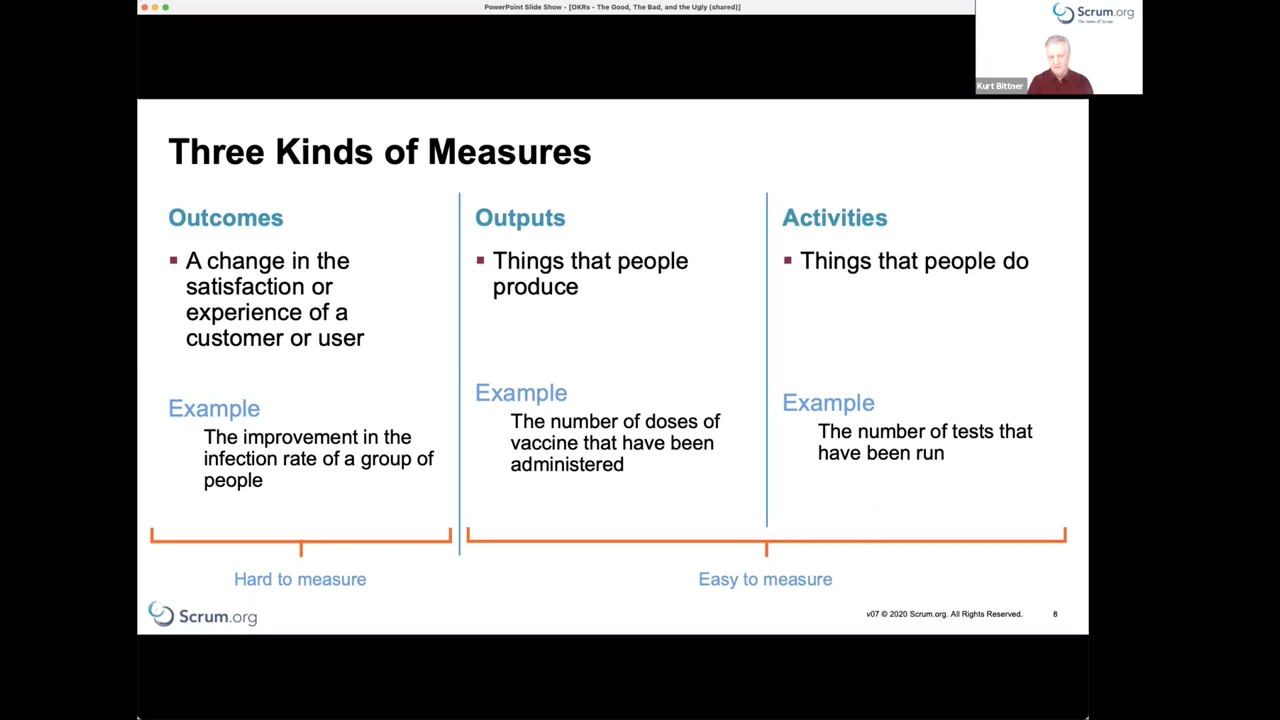 PowerPoint Slide Show - [OKRs - The Good, The Bad, and the Ugly (shared)]
Scrum.org
The Home of Scrum
Kurt Bittner
Three Kinds of Measures
Outcomes
▪ A change in the
satisfaction or
experience of a
customer or user
Example
The improvement in the
infection rate of a group of
people
Hard to measure
Outputs
▪ Things that people
produce
Example
The number of doses of
vaccine that have been
administered
Activities
▪ Things that people do
Example
The number of tests that
have been run
Easy to measure
Scrum.org
v07 © 2020 Scrum.org. All Rights Reserved.
8